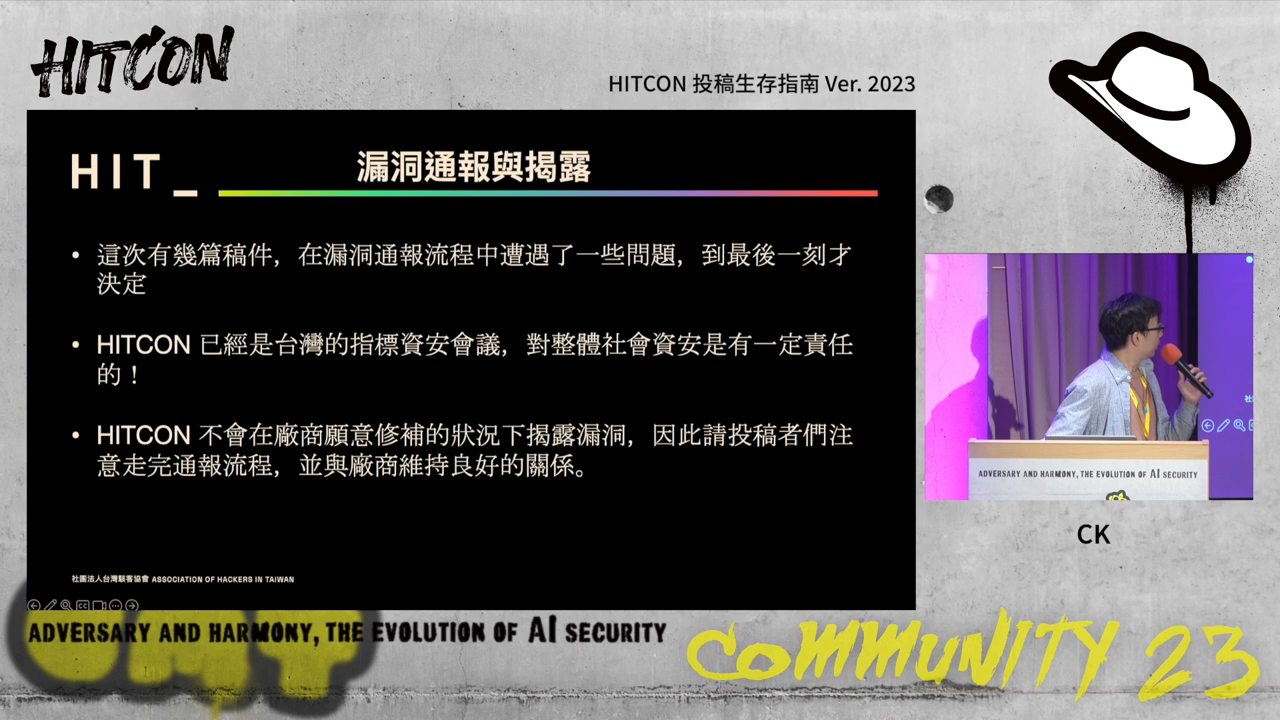 HITCON
HITCON 投稿生存指南 Ver. 2023
HIT_
漏洞通報與揭露
• 這次有幾篇稿件，在漏洞通報流程中遭遇了一些問題，到最後一刻才
決定
• HITCON 已經是台灣的指標資安會議，對整體社會資安是有一定責任
的！
• HITCON 不會在廠商願意修補的狀況下揭露漏洞，因此請投稿者們注
意走完通報流程，並與廠商維持良好的關係。
社團法人台灣駭客協會 ASSOCIATION OF HACKERS IN TAIWAN
ADVERSARY AND HARMONY, THE EVOLUTION OF AI SECURITY
CK
ADVERSARY AND HARMONY, THE EVOLUTION OF AI SECURITY
COMMUNITY 23